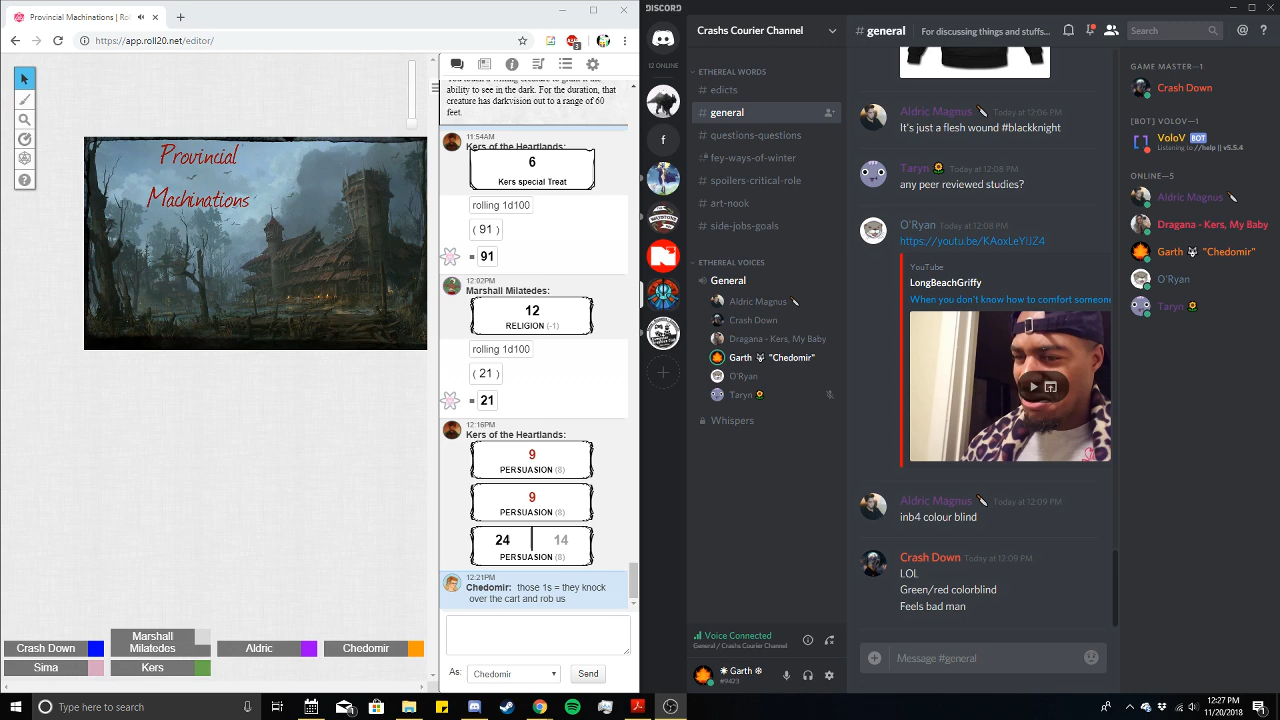 Provincial Machinations | Rol
https://app.roll20.net/editor/
3
ability to see in the dark. For the duration, that
creature has darkvision out to a range of 60
feet.
Provincial
Machinations
11:54AM
Kers of the Heartlands:
6
Kers special Treat
rolling 1d100
( 91 )
91
12:02PM
Marshall Milatedes:
12
RELIGION (-1)
rolling 1d100
( 21 )
= 21
12:16PM
Kers of the Heartlands:
9
PERSUASION (8)
9
PERSUASION (8)
24 14
PERSUASION (8)
12:21PM
Chedomir: those 1s = they knock
over the cart and rob us
As: Chedomir Send
Crash Down
Marshall
Milatedes
Aldric
Chedomir
Sima
Kers
DISCORD
12 ONLINE
f
Crashs Courier Channel
ETHEREAL WORDS
# edicts
# general
# questions-questions
fey-ways-of-winter
# spoilers-critical-role
# art-nook
# side-jobs-goals
ETHEREAL VOICES
General
Aldric Magnus
Crash Down
Dragana - Kers, My Baby
Garth "Chedomir"
O'Ryan
Taryn
Whispers
Voice Connected
General / Crashs Courier Channel
Garth
#9423
# general For discussing things and stuffs...
Search
Aldric Magnus Today at 12:06 PM
It's just a flesh wound #blackknight
Taryn Today at 12:08 PM
any peer reviewed studies?
O'Ryan Today at 12:08 PM
https://youtu.be/KAoxLeYIJZ4
YouTube
LongBeachGriffy
When you don't know how to comfort someon
Aldric Magnus Today at 12:09 PM
inb4 colour blind
Crash Down Today at 12:09 PM
LOL
Green/red colorblind
Feels bad man
Message #general
GAME MASTER—1
Crash Down
[BOT] VOLOV—1
VoloV BOT
Listening to //help || v5.5.4
ONLINE—5
Aldric Magnus
Dragana - Kers, My Baby
Garth "Chedomir"
O'Ryan
Taryn
Type here to search
12:27 PM
11/20/2018